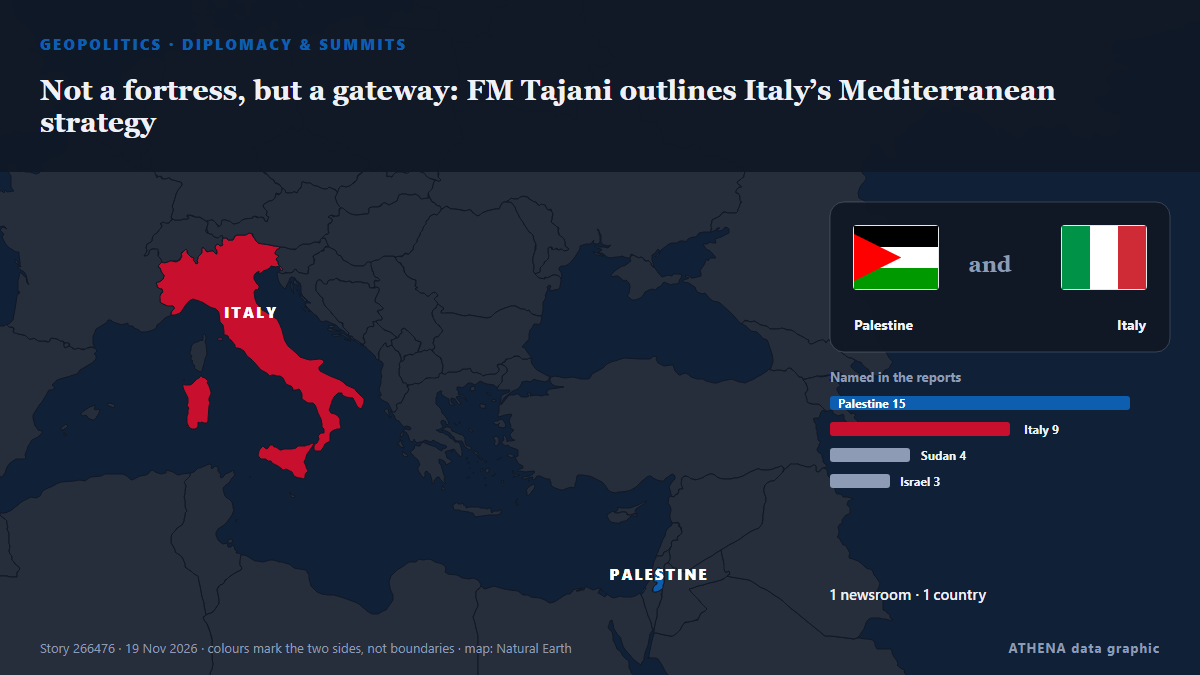 GEOPOLITICS · DIPLOMACY & SUMMITS
Not a fortress, but a gateway: FM Tajani outlines Italy’s Mediterranean
strategy
and
Palestine
Italy
Named in the reports
Palestine 15
Italy 9
Sudan 4
Israel 3
ITALY
PALESTINE
1 newsroom · 1 country
Story 266476 · 19 Nov 2026 · colours mark the two sides, not boundaries · map: Natural Earth
ATHENA data graphic